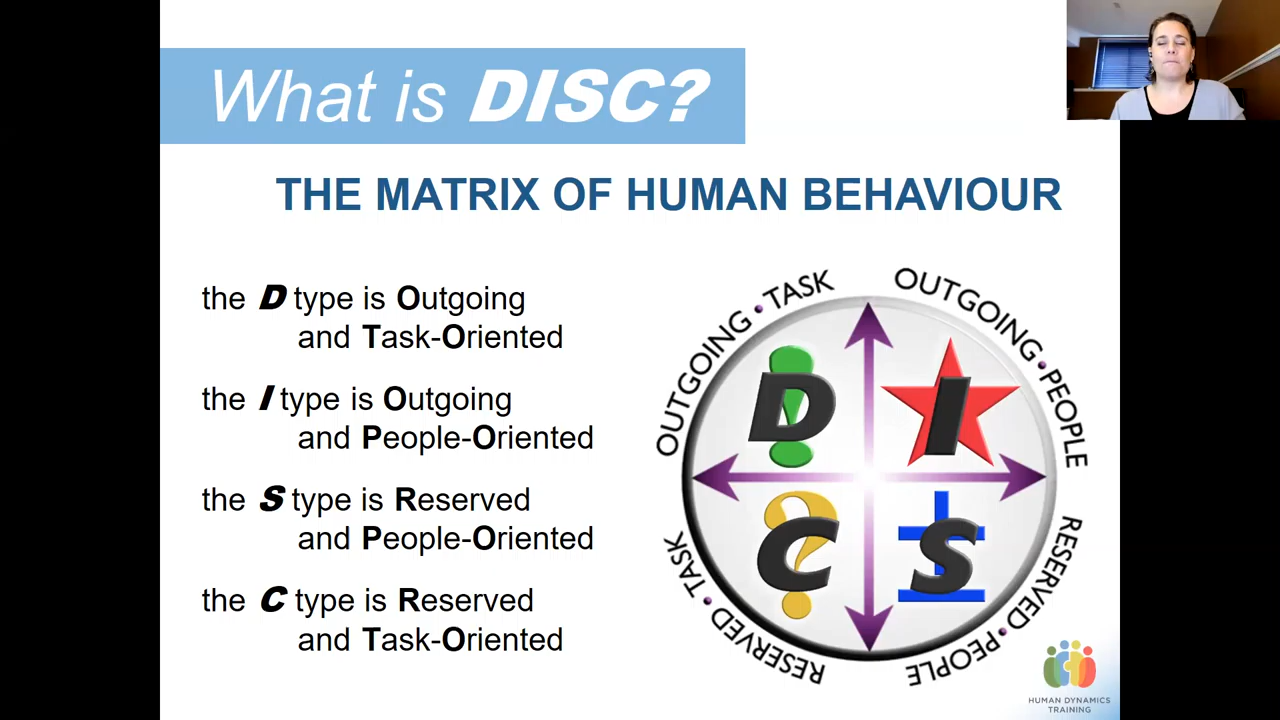 What is DISC?
THE MATRIX OF HUMAN BEHAVIOUR
the D type is Outgoing
and Task-Oriented
the I type is Outgoing
and People-Oriented
the S type is Reserved
and People-Oriented
the C type is Reserved
and Task-Oriented
OUTGOING • TASK
OUTGOING • PEOPLE
D
I
C
S
RESERVED • TASK
RESERVED • PEOPLE
HUMAN DYNAMICS
TRAINING